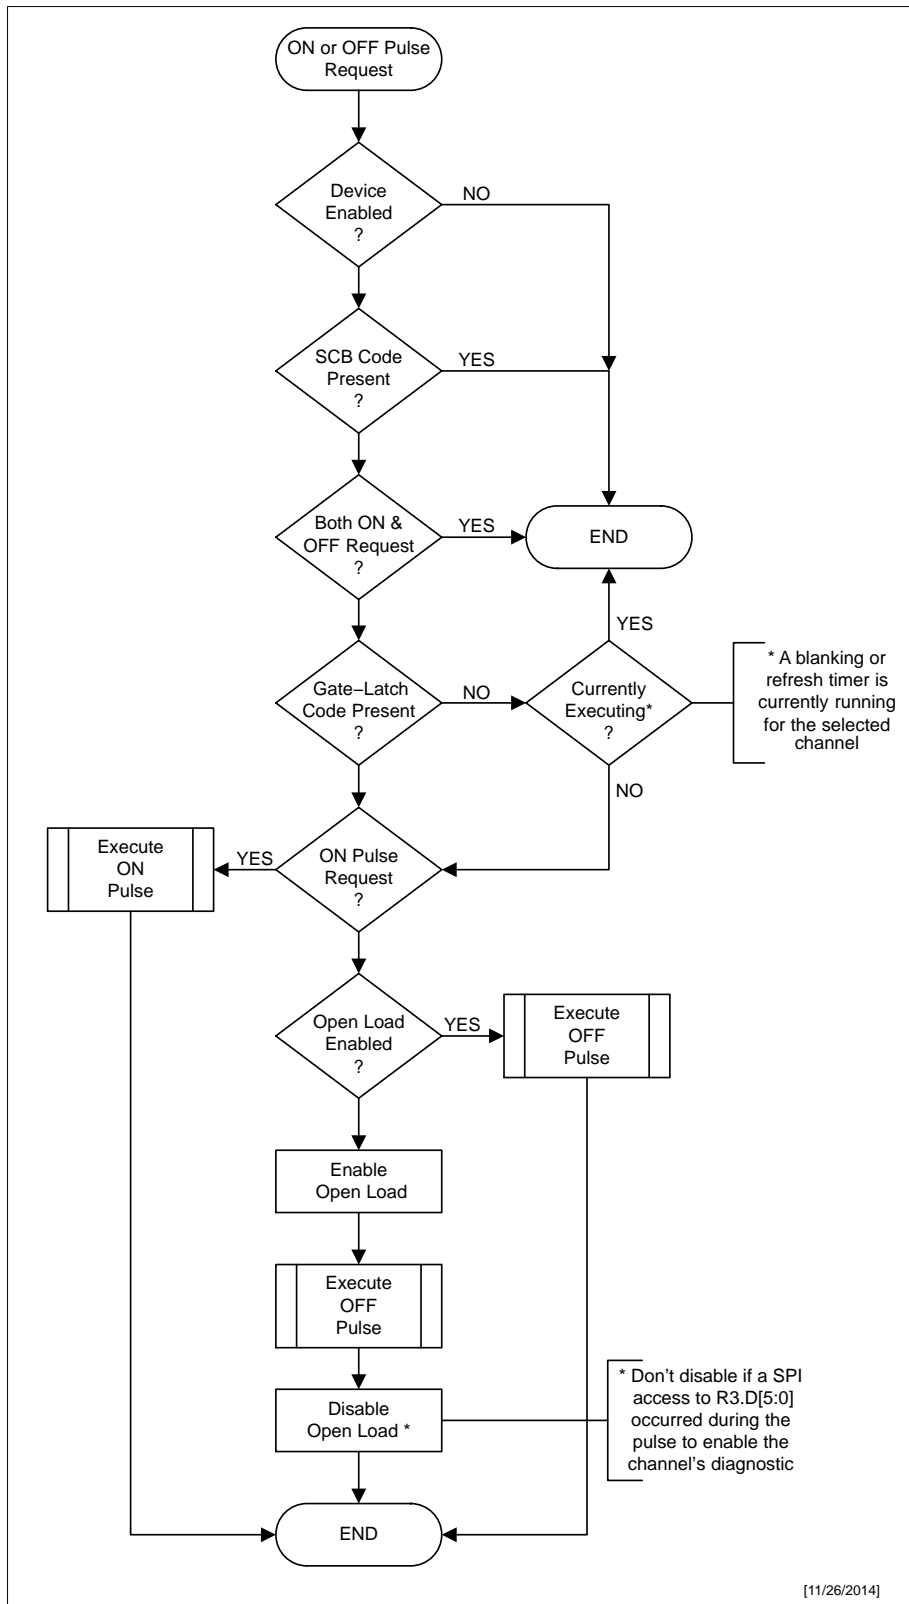 ON or OFF Pulse
Request
Device
Enabled
?
NO
SCB Code
Present
?
YES
Both ON &
OFF Request
?
YES
END
YES
Gate–Latch
Code Present
?
NO
Currently
Executing*
?
* A blanking or
refresh timer is
currently running
for the selected
channel
NO
Execute
ON
Pulse
YES
ON Pulse
Request
?
Open Load
Enabled
?
YES
Execute
OFF
Pulse
Enable
Open Load
Execute
OFF
Pulse
Disable
Open Load *
* Don't disable if a SPI
access to R3.D[5:0]
occurred during the
pulse to enable the
channel's diagnostic
END
[11/26/2014]